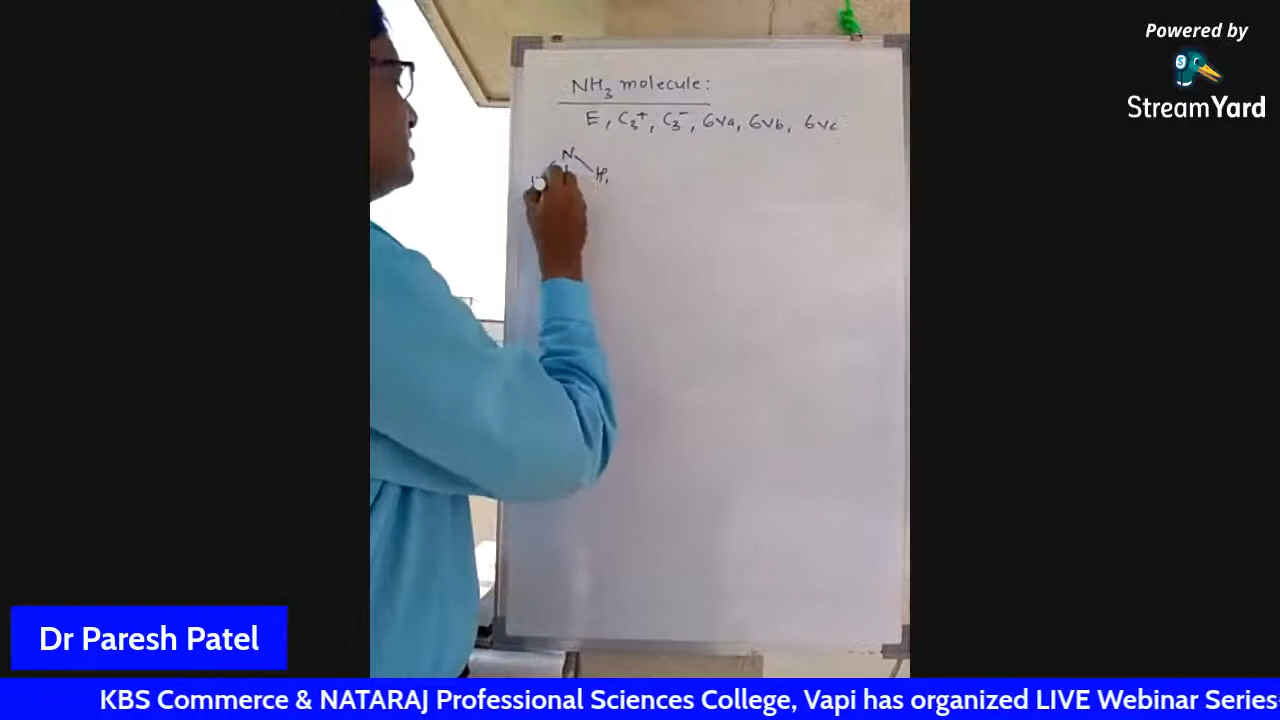 Powered by
StreamYard
NH₃ molecule:
E, C₃⁺, C₃⁻, σva, σvb, σvc
N
H₁
Dr Paresh Patel
KBS Commerce & NATARAJ Professional Sciences College, Vapi has organized LIVE Webinar Series